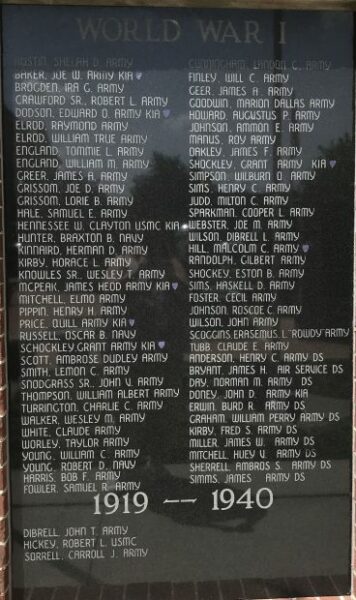 WORLD WAR I
AUSTIN, SHELLAH D. ARMY
BAKER, JOE W. ARMY KIA
BROGDEN, IRA G. ARMY
CRAWFORD SR., ROBERT L. ARMY
DODSON, EDWARD O. ARMY KIA
ELROD, RAYMOND ARMY
ELROD, WILLIAM TRUE ARMY
ENGLAND, TOMMIE L. ARMY
ENGLAND, WILLIAM M. ARMY
GREER, JAMES A. ARMY
GRISSOM, JOE D. ARMY
GRISSOM, LORIE B. ARMY
HALE, SAMUEL E. ARMY
HENNESSEE W. CLAYTON USMC KIA
HUNTER, BRAXTON B. NAVY
KINNAIRD, HERMAN D. ARMY
KIRBY, HORACE L. ARMY
KNOWLES SR., WESLEY T. ARMY
MCPEAK, JAMES HEOD ARMY KIA
MITCHELL, ELMO ARMY
PIPPIN, HENRY H. ARMY
PRICE, QUILL ARMY KIA
RUSSELL, OSCAR B. NAVY
SCHOCKLEY,GRANT ARMY KIA
SCOTT, AMBROSE DUDLEY ARMY
SMITH, LEMON C. ARMY
SNODGRASS SR., JOHN V. ARMY
THOMPSON, WILLIAM ALBERT ARMY
TURRINGTON, CHARLIE C. ARMY
WALKER, WESLEY M. ARMY
WHITE, CLAUDE ARMY
WORLEY, TAYLOR ARMY
YOUNG, WILLIAM C. ARMY
YOUNG, ROBERT D. NAVY
HARRIS, BOB F. ARMY
FOWLER, SAMUEL R. ARMY
CUNNINGHAM, LANDON G. ARMY
FINLEY, WILL C. ARMY
GEER, JAMES A. ARMY
GOODWIN, MARION DALLAS ARMY
HOWARD, AUGUSTUS P. ARMY
JOHNSON, AMMON E. ARMY
MANUS, ROY ARMY
OAKLEY, JAMES F. ARMY
SHOCKLEY, GRANT ARMY KIA
SIMPSON, WILBURN O. ARMY
SIMS, HENRY C. ARMY
JUDD, MILTON C. ARMY
SPARKMAN, COOPER L. ARMY
WEBSTER, JOE M. ARMY
WILSON, DIBRELL L. ARMY
HILL, MALCOLM C. ARMY
RANDOLPH, GILBERT ARMY
SHOCKEY, ESTON B. ARMY
SIMS, HASKELL D. ARMY
FOSTER, CECIL ARMY
JOHNSON, ROSCOE C. ARMY
WILSON, JOHN ARMY
SCOGGINS,ERASEMUS L."ROWDY"ARMY
TUBB, CLAUDE E. ARMY
ANDERSON, HENRY C. ARMY DS
BRYANT, JAMES H. AIR SERVICE DS
DAY, NORMAN M. ARMY DS
DONEY, JOHN D. ARMY KIA
ERWIN, BURD R. ARMY DS
GRAHAM, WILLIAM PERRY ARMY DS
KIRBY, FRED S. ARMY DS
MILLER, JAMES W. ARMY DS
MITCHELL, HUEY V. ARMY DS
SHERRELL, AMBROS S. ARMY DS
SIMMS, JAMES ARMY DS
1919 -- 1940
DIBRELL, JOHN T. ARMY
HICKEY, ROBERT L. USMC
SORRELL, CARROLL J. ARMY